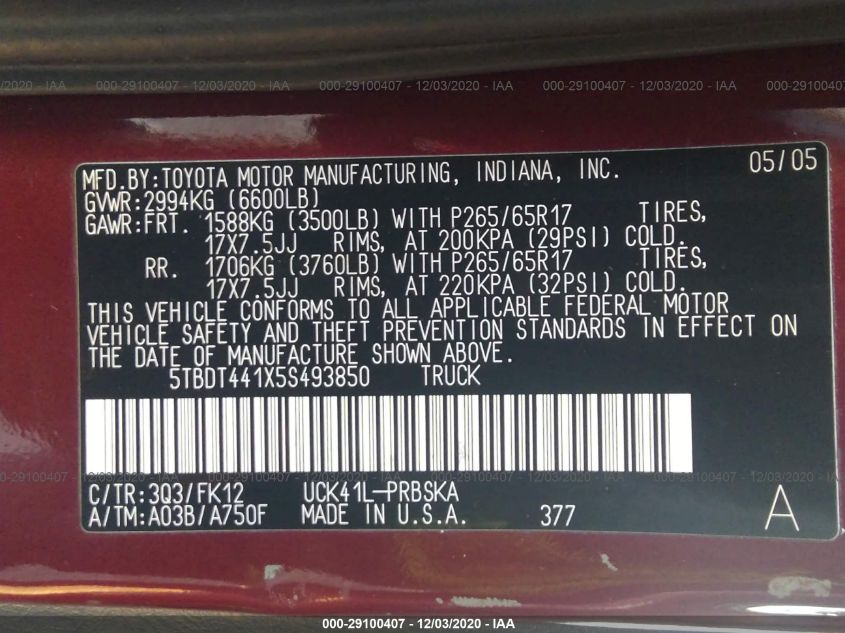 12/03/2020 - IAA 000-29100407 - 12/03/2020 - IAA 000-29100407 - 12/03/2020 - IAA 000-29100
MFD.BY:TOYOTA MOTOR MANUFACTURING, INDIANA, INC. 05/05
GVWR:2994KG (6600LB)
GAWR:FRT. 1588KG (3500LB) WITH P265/65R17 TIRES,
17X7.5JJ RIMS, AT 200KPA (29PSI) COLD.
RR. 1706KG (3760LB) WITH P265/65R17 TIRES,
17X7.5JJ RIMS, AT 220KPA (32PSI) COLD.
THIS VEHICLE CONFORMS TO ALL APPLICABLE FEDERAL MOTOR
VEHICLE SAFETY AND THEFT PREVENTION STANDARDS IN EFFECT ON
THE DATE OF MANUFACTURE SHOWN ABOVE.
5TBDT441X5S493850 TRUCK
C/TR:3Q3/FK12 UCK41L-PRBSKA
A/TM:A03B/A750F MADE IN U.S.A. 377 A
000-29100407 - 12/03/2020 - IAA